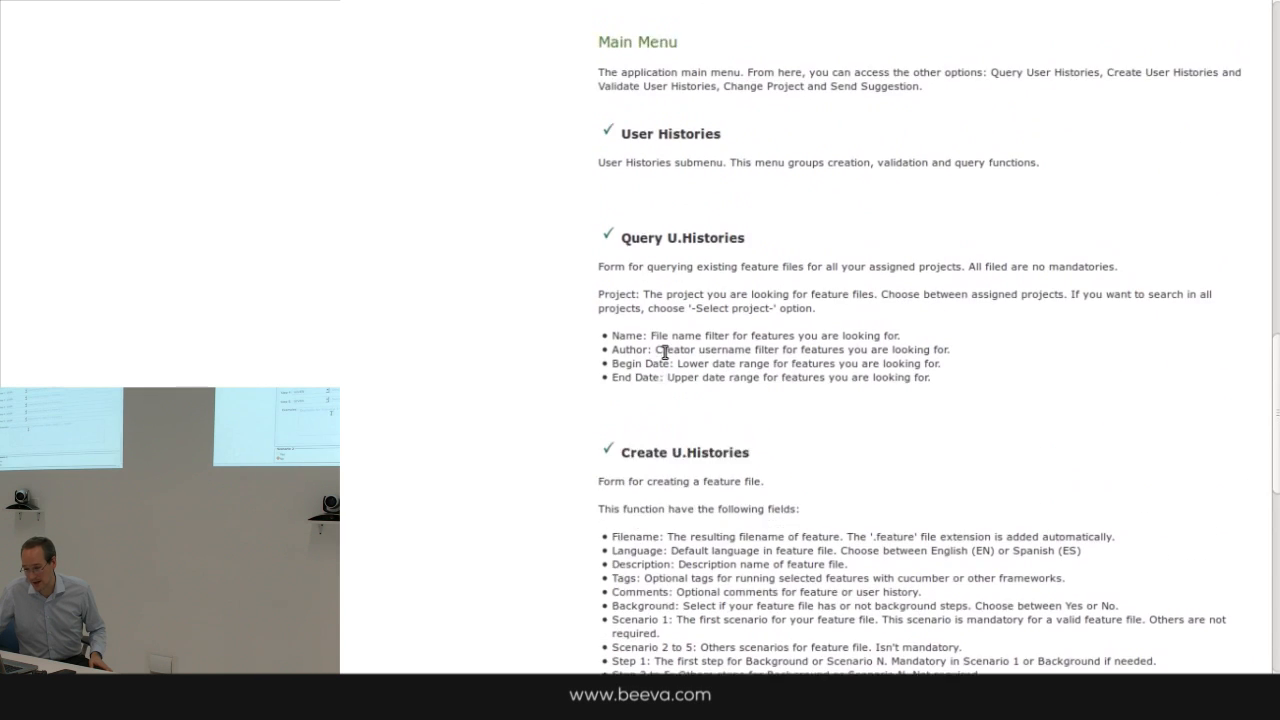 Main Menu
The application main menu. From here, you can access the other options: Query User Histories, Create User Histories and
Validate User Histories, Change Project and Send Suggestion.
User Histories
User Histories submenu. This menu groups creation, validation and query functions.
Query U.Histories
Form for querying existing feature files for all your assigned projects. All filed are no mandatories.
Project: The project you are looking for feature files. Choose between assigned projects. If you want to search in all
projects, choose '-Select project-' option.
Name: File name filter for features you are looking for.
Author: Creator username filter for features you are looking for.
Begin Date: Lower date range for features you are looking for.
End Date: Upper date range for features you are looking for.
Create U.Histories
Form for creating a feature file.
This function have the following fields:
Filename: The resulting filename of feature. The '.feature' file extension is added automatically.
Language: Default language in feature file. Choose between English (EN) or Spanish (ES)
Description: Description name of feature file.
Tags: Optional tags for running selected features with cucumber or other frameworks.
Comments: Optional comments for feature or user history.
Background: Select if your feature file has or not background steps. Choose between Yes or No.
Scenario 1: The first scenario for your feature file. This scenario is mandatory for a valid feature file. Others are not
required.
Scenario 2 to 5: Others scenarios for feature file. Isn't mandatory.
Step 1: The first step for Background or Scenario N. Mandatory in Scenario 1 or Background if needed.
www.beeva.com